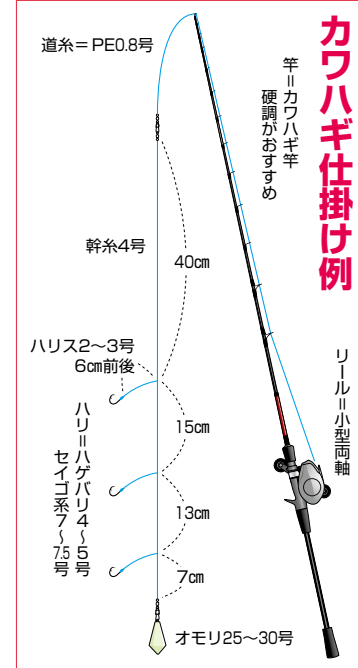 カワハギ仕掛け例
竿＝カワハギ竿
硬調がおすすめ
リール＝小型両軸
道糸＝PE0.8号
幹糸4号
40㎝
ハリス2〜3号
6㎝前後
15㎝
ハリ＝ハゲバリ4〜5号
セイゴ系7〜7.5号
13㎝
7㎝
オモリ25〜30号